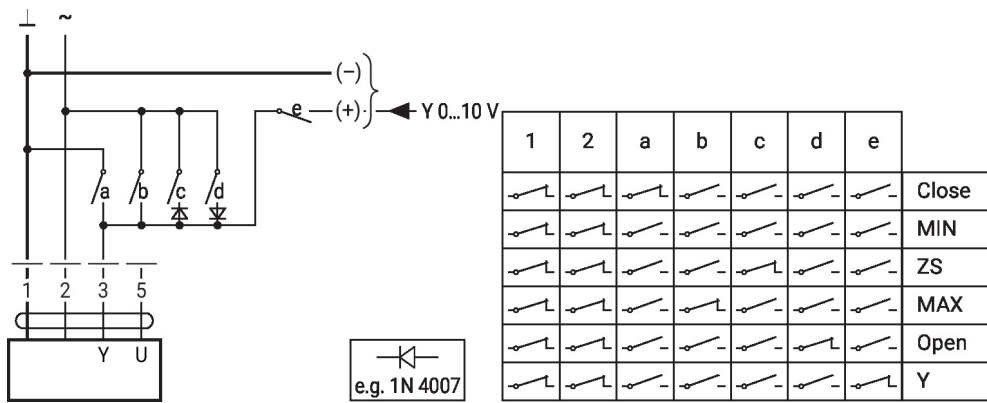 ⊥ ~
(–)
e (+) Y 0...10 V
a b c d
1 2 3 5
Y U
e.g. 1N 4007
1 2 a b c d e
Close
MIN
ZS
MAX
Open
Y